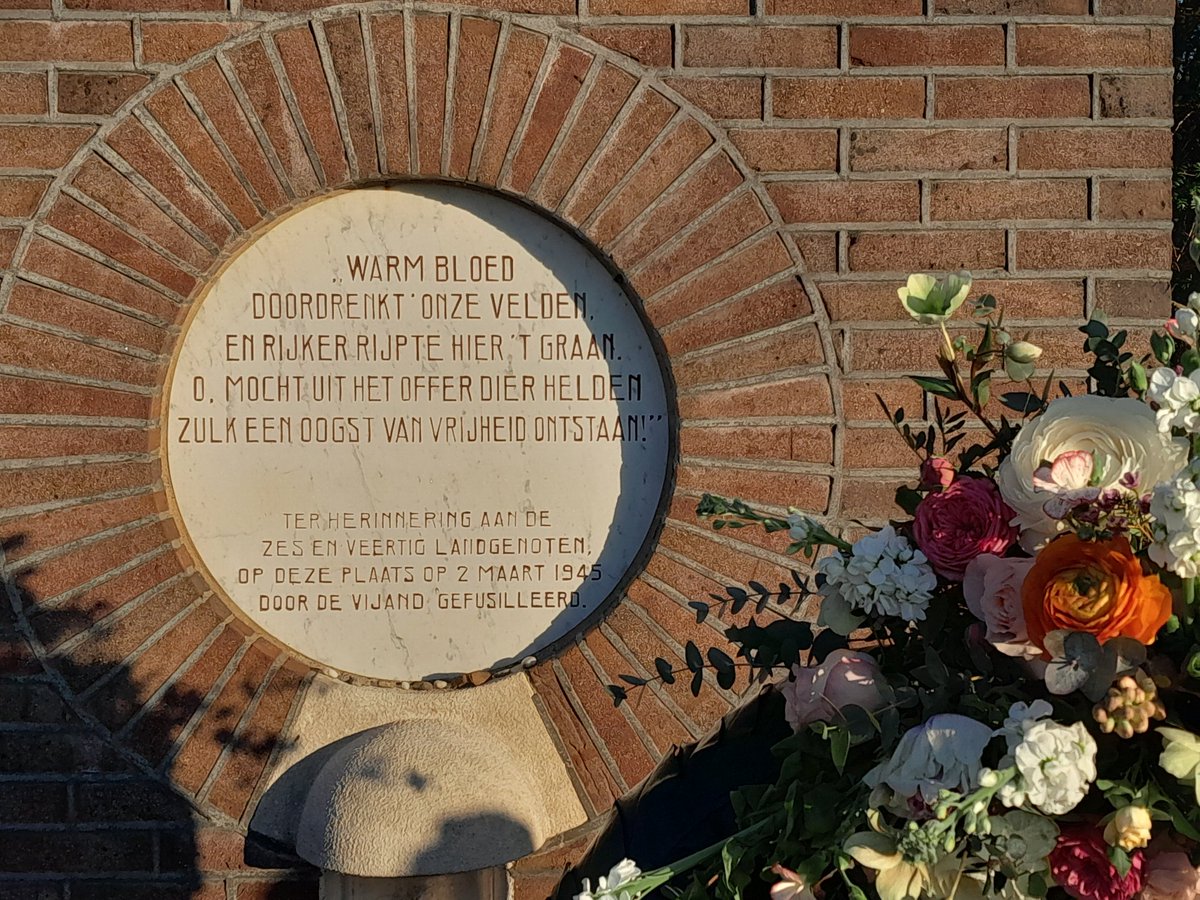 „WARM BLOED
DOORDRENKT' ONZE VELDEN,
EN RIJKER RIJPTE HIER 'T GRAAN.
O, MOCHT UIT HET OFFER DIER HELDEN
ZULK EEN OOGST VAN VRIJHEID ONTSTAAN!"
TER HERINNERING AAN DE
ZES EN VEERTIG LANDGENOTEN,
OP DEZE PLAATS OP 2 MAART 1945
DOOR DE VIJAND GEFUSILLEERD.